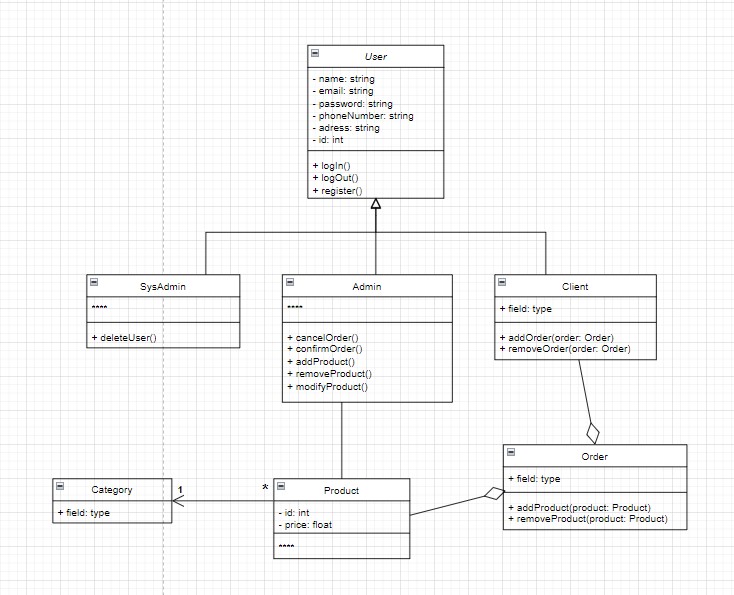 User
- name: string
- email: string
- password: string
- phoneNumber: string
- adress: string
- id: int
+ logIn()
+ logOut()
+ register()
SysAdmin
****
+ deleteUser()
Admin
****
+ cancelOrder()
+ confirmOrder()
+ addProduct()
+ removeProduct()
+ modifyProduct()
Client
+ field: type
+ addOrder(order: Order)
+ removeOrder(order: Order)
Category
+ field: type
1
*
Product
- id: int
- price: float
****
Order
+ field: type
+ addProduct(product: Product)
+ removeProduct(product: Product)